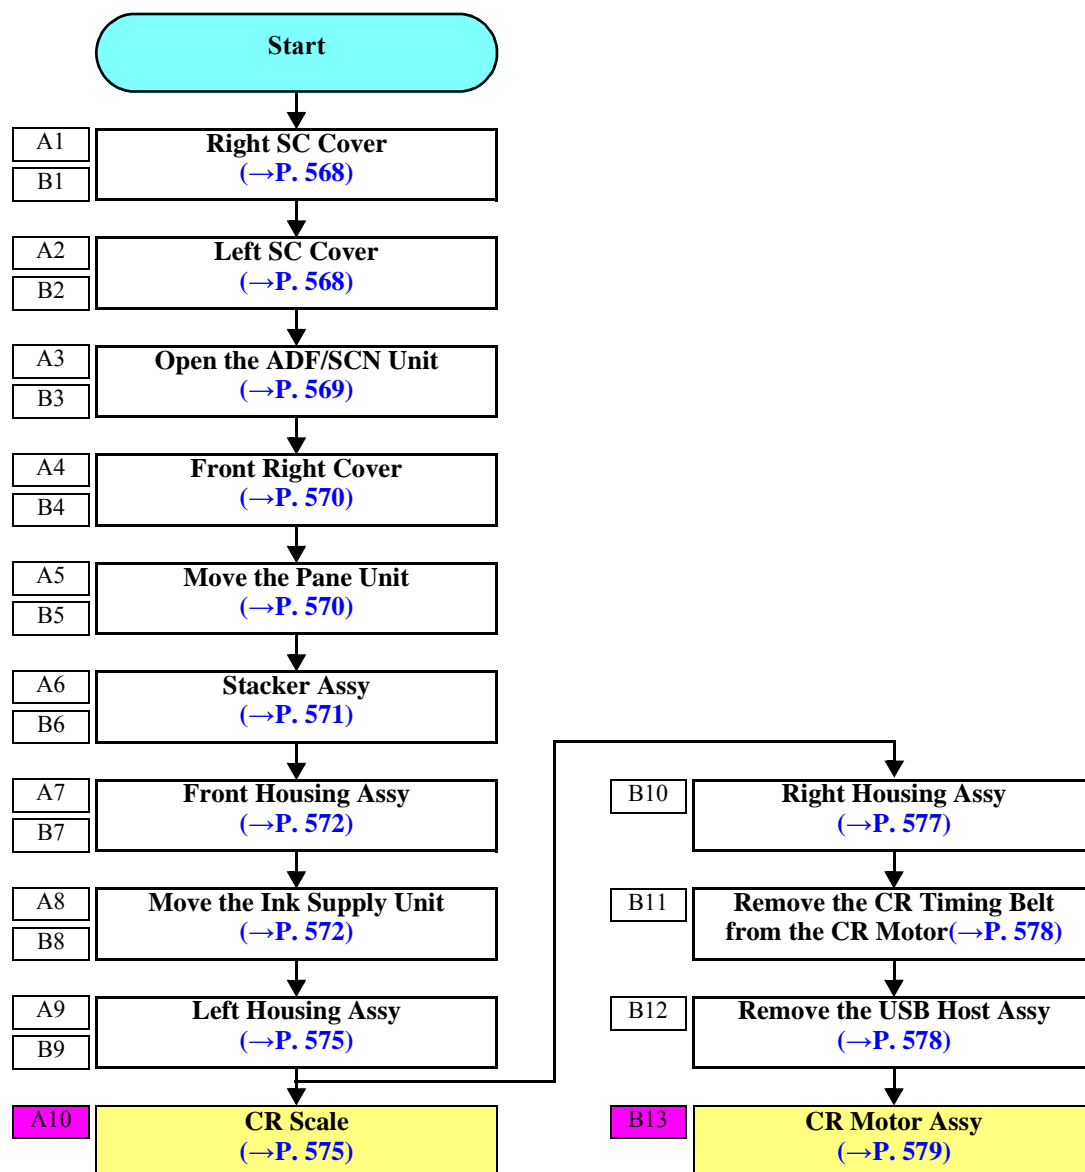 Start
A1
B1
Right SC Cover
(→P. 568)
A2
B2
Left SC Cover
(→P. 568)
A3
B3
Open the ADF/SCN Unit
(→P. 569)
A4
B4
Front Right Cover
(→P. 570)
A5
B5
Move the Pane Unit
(→P. 570)
A6
B6
Stacker Assy
(→P. 571)
A7
B7
Front Housing Assy
(→P. 572)
A8
B8
Move the Ink Supply Unit
(→P. 572)
A9
B9
Left Housing Assy
(→P. 575)
A10
CR Scale
(→P. 575)
B10
Right Housing Assy
(→P. 577)
B11
Remove the CR Timing Belt
from the CR Motor(→P. 578)
B12
Remove the USB Host Assy
(→P. 578)
B13
CR Motor Assy
(→P. 579)